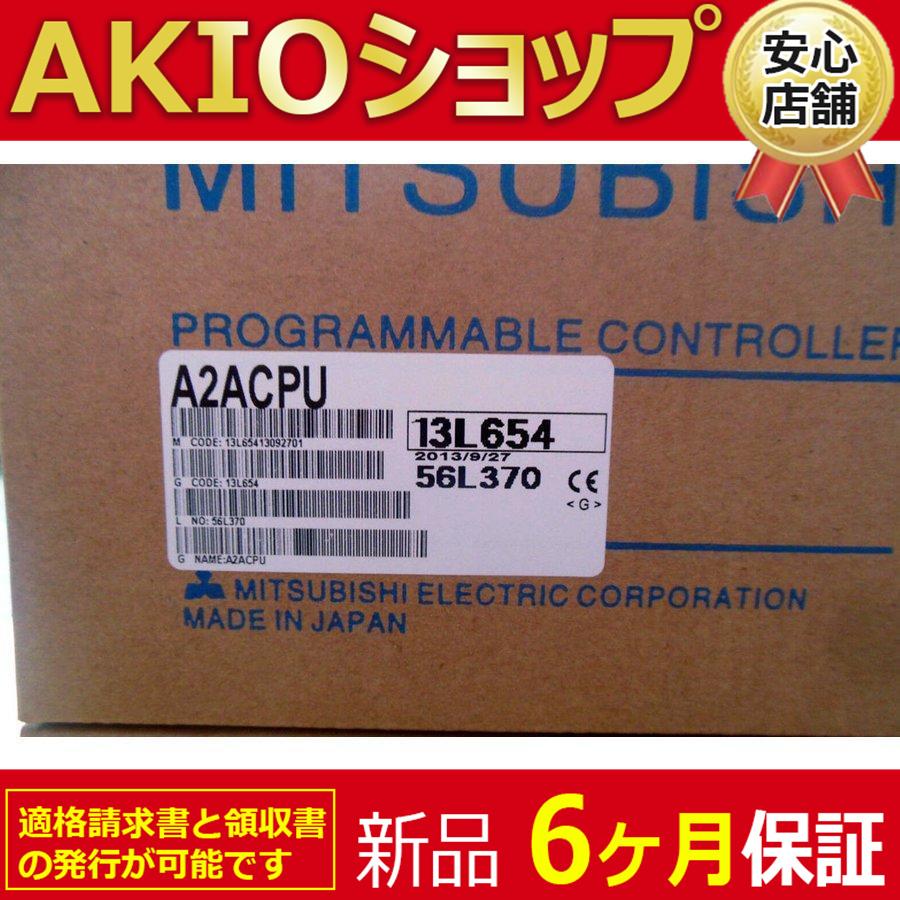 AKIOショップ
安心
店舗
MITSUBISH
PROGRAMMABLE CONTROLLER
A2ACPU
M CODE: 13L65413092701
13L654
2013/9/27
G CODE: 13L654
56L370
CE
<G>
L NO: 56L370
G NAME:A2ACPU
MITSUBISHI ELECTRIC CORPORATION
MADE IN JAPAN
適格請求書と領収書
の発行が可能です
新品 6ヶ月保証